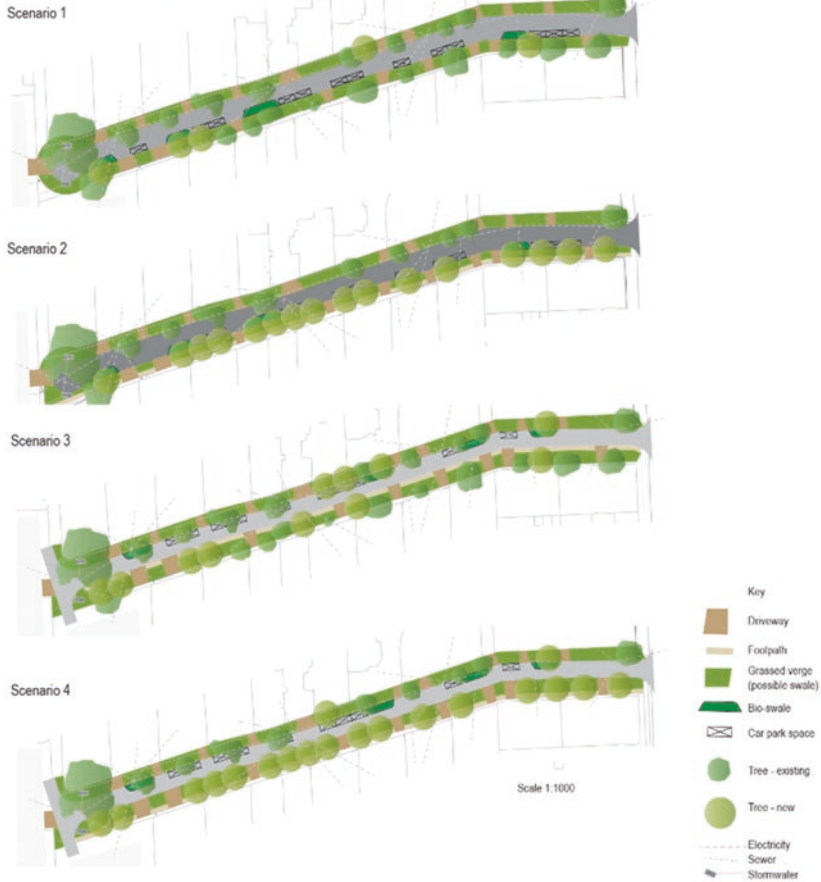 Scenario 1
Scenario 2
Scenario 3
Scenario 4
Key
Driveway
Footpath
Grassed verge
(possible swale)
Bio-swale
Car park space
Tree - existing
Tree - new
Electricity
Sewer
Stormwater
Scale 1:1000